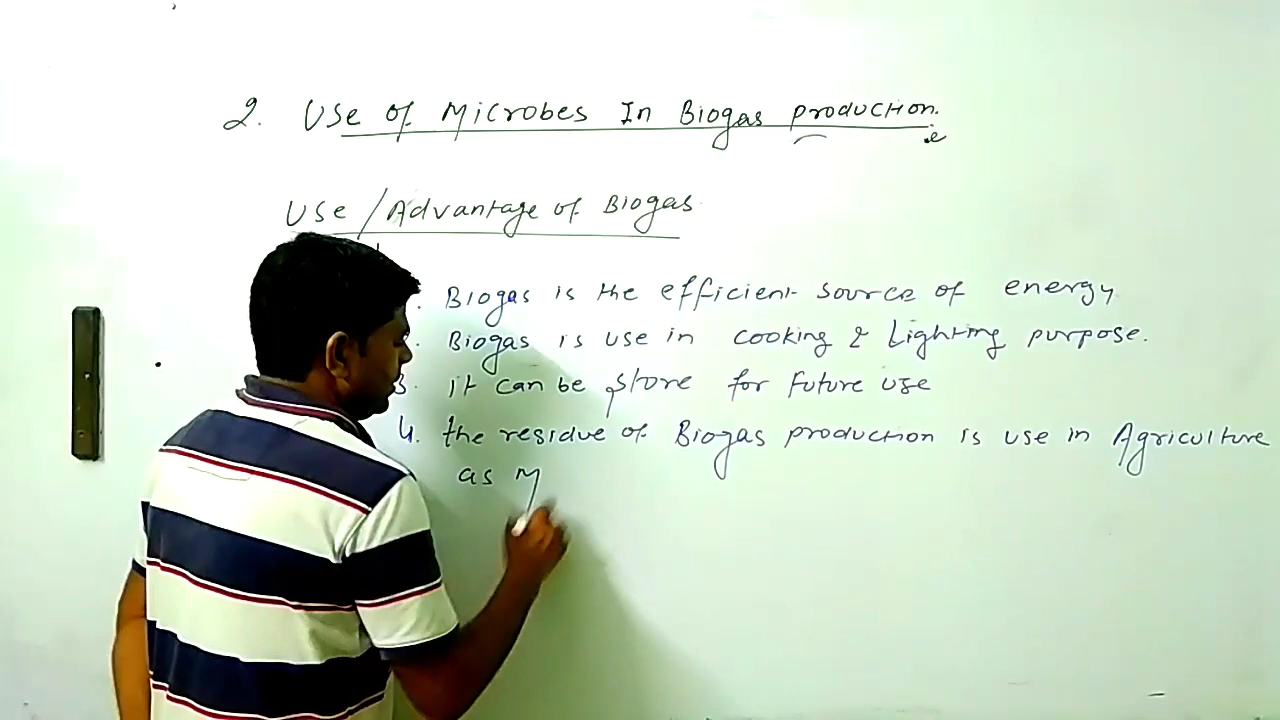 2. Use of Microbes In Biogas production.
Use / Advantage of Biogas
. Biogas is the efficient source of energy
. Biogas is use in cooking & Lighting purpose.
3. it can be store for future use
4. the residue of Biogas production is use in Agriculture
as M